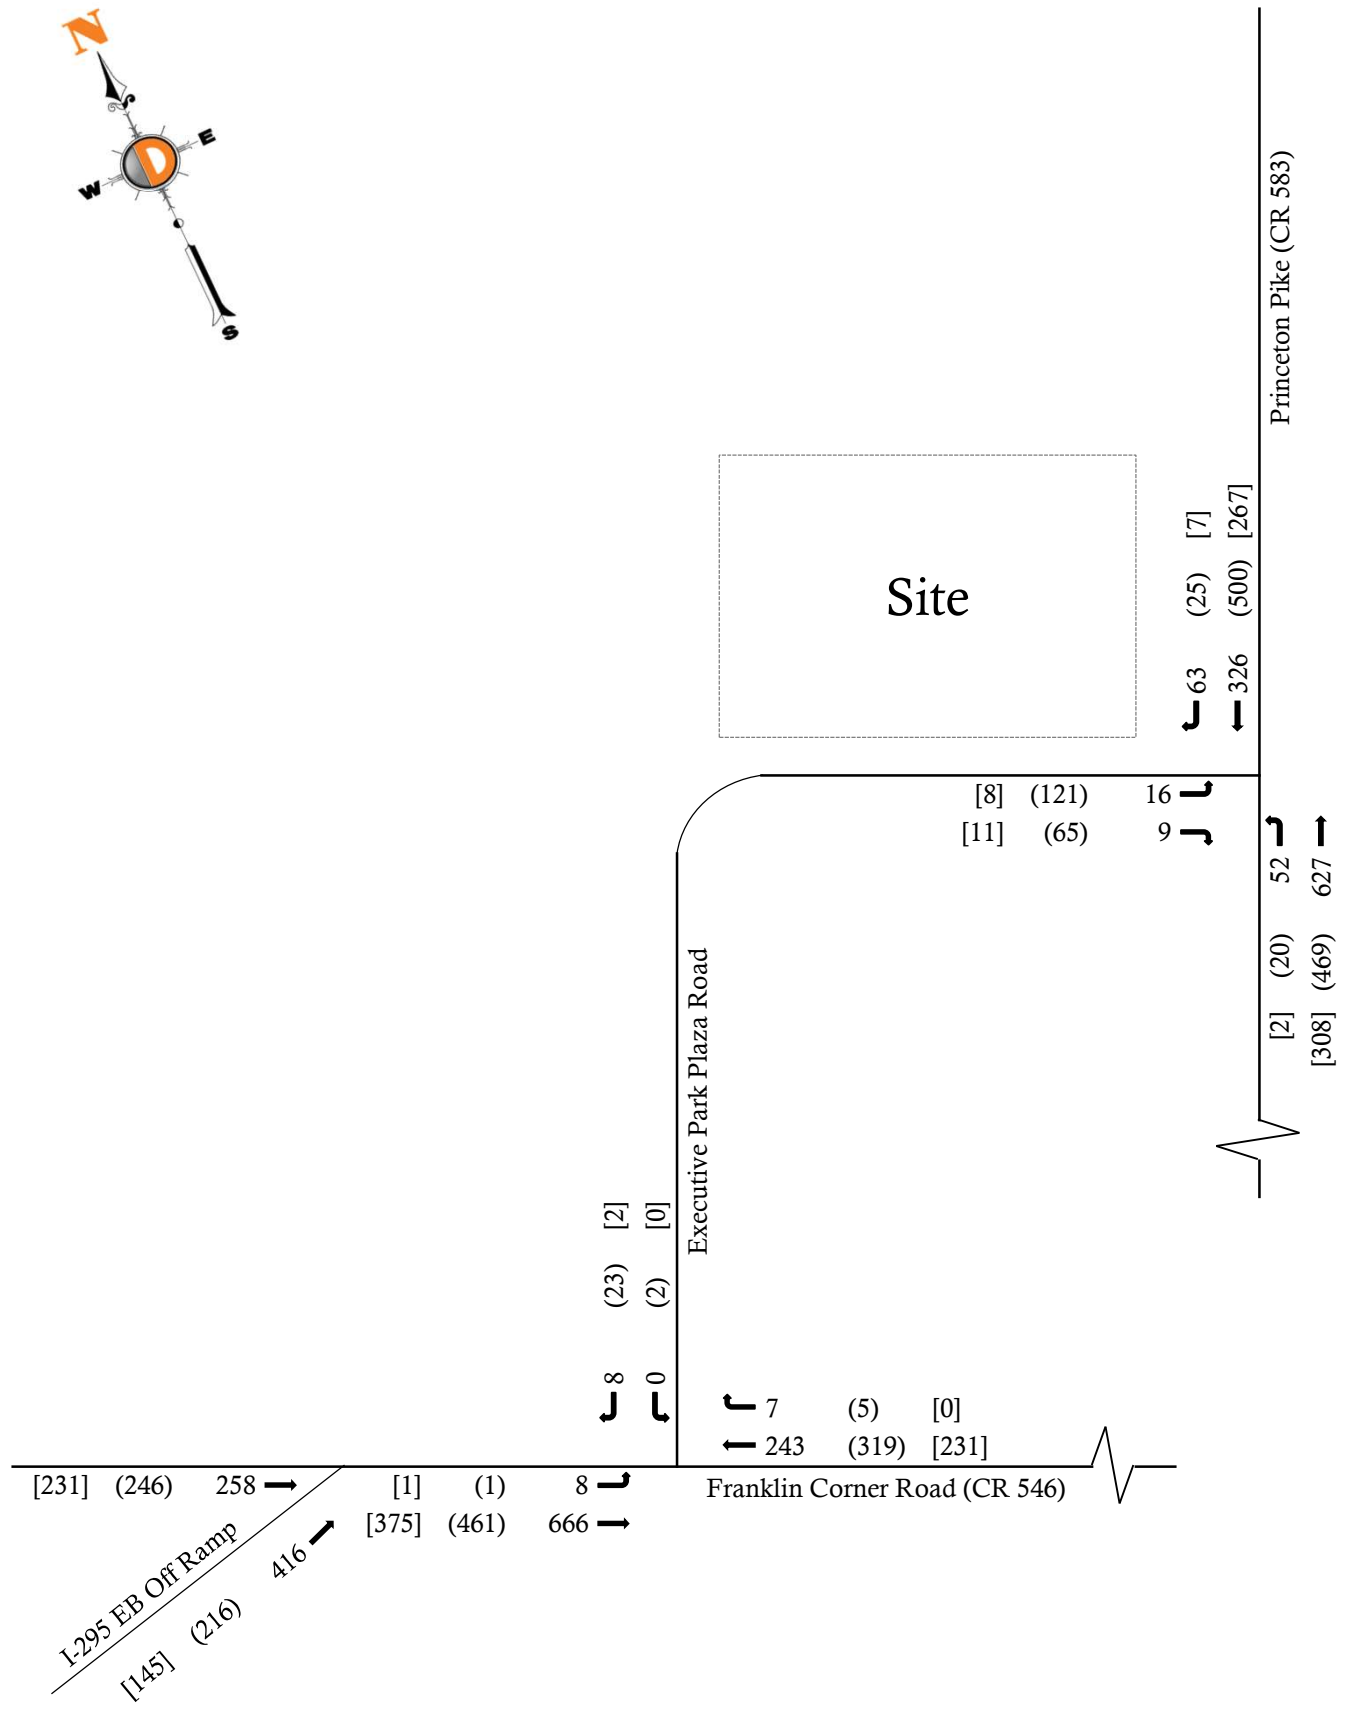 N
E
W
D
S
Princeton Pike (CR 583)
[7]
[267]
(25)
(500)
63
326
Site
[8] (121) 16
[11] (65) 9
52
627
(20)
(469)
[2]
[308]
Executive Park Plaza Road
[2]
[0]
(23)
(2)
8
0
7 (5) [0]
243 (319) [231]
Franklin Corner Road (CR 546)
[231] (246) 258
[1] (1) 8
[375] (461) 666
I-295 EB Off Ramp
[145] (216) 416